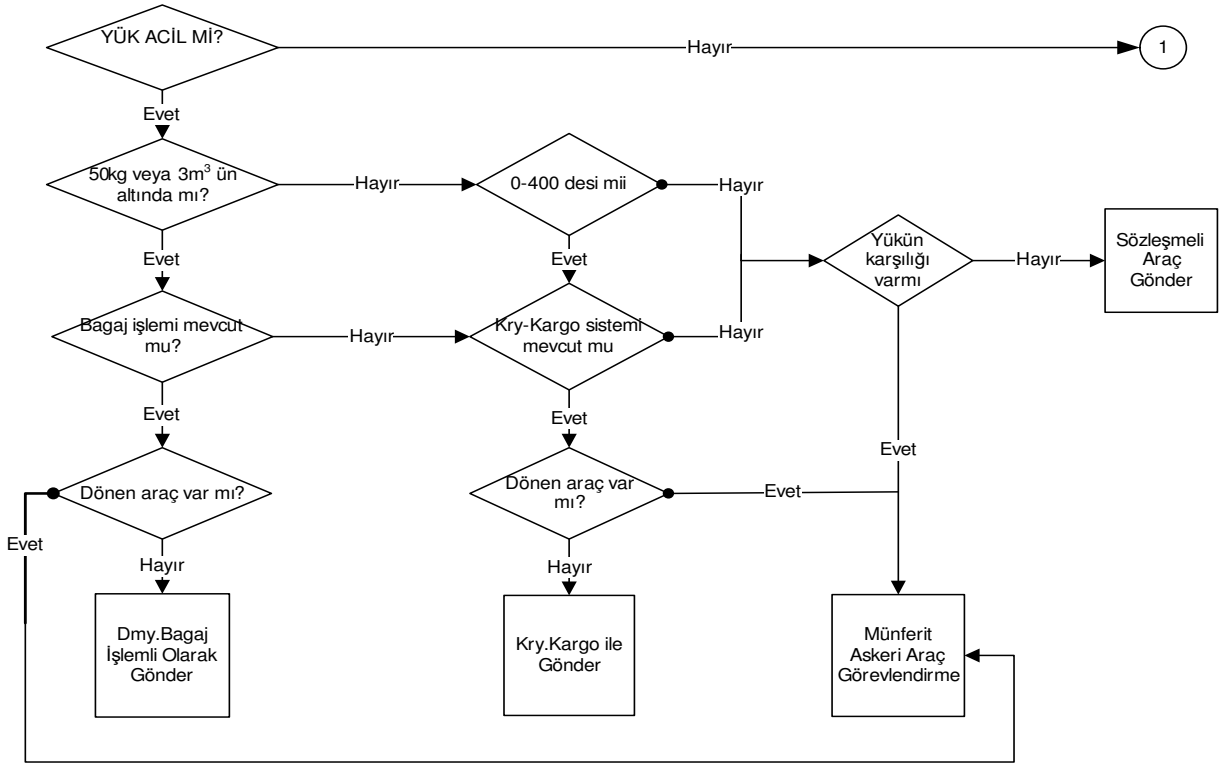 YÜK ACİL Mİ?
Hayır
1
Evet
50kg veya 3m³ ün
altında mı?
Hayır
0-400 desi mii
Hayır
Evet
Evet
Yükün
karşılığı
varmı
Hayır
Sözleşmeli
Araç
Gönder
Bagaj işlemi mevcut
mu?
Hayır
Kry-Kargo sistemi
mevcut mu
Hayır
Evet
Evet
Evet
Dönen araç var mı?
Dönen araç var
mı?
Evet
Evet
Hayır
Hayır
Dmy.Bagaj
İşlemli Olarak
Gönder
Kry.Kargo ile
Gönder
Münferit
Askeri Araç
Görevlendirme